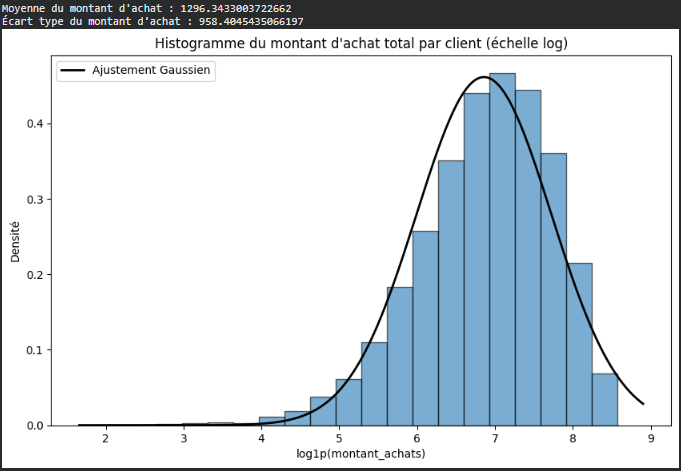 Moyenne du montant d'achat : 1296.3433003722662
Écart type du montant d'achat : 958.4045435066197
Histogramme du montant d'achat total par client (échelle log)
Ajustement Gaussien
Densité
0.4
0.3
0.2
0.1
0.0
2 3 4 5 6 7 8 9
log1p(montant_achats)